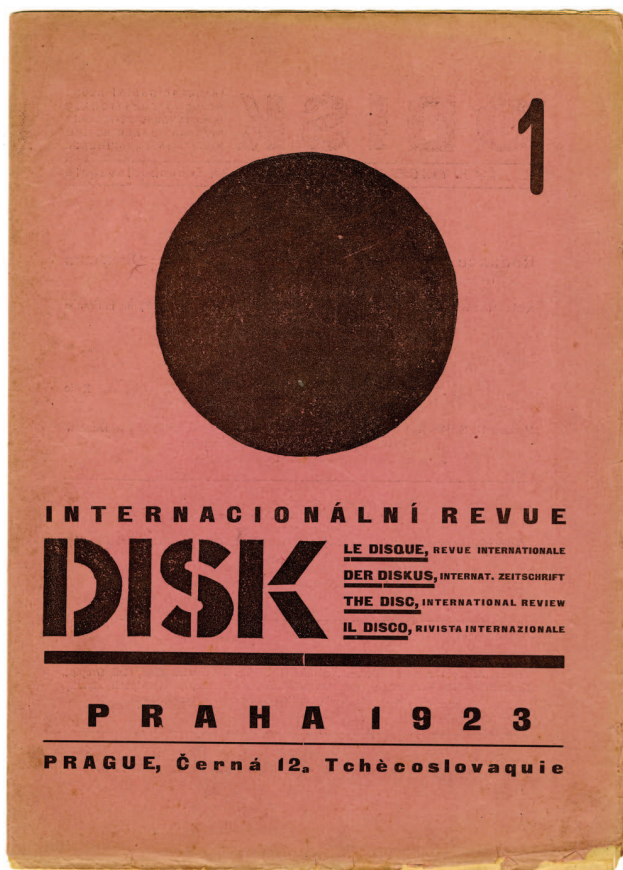 1
INTERNACIONÁLNÍ REVUE
DISK
LE DISQUE, REVUE INTERNATIONALE
DER DISKUS, INTERNAT. ZEITSCHRIFT
THE DISC, INTERNATIONAL REVIEW
IL DISCO, RIVISTA INTERNAZIONALE
PRAHA 1923
PRAGUE, Černá 12a Tchècoslovaquie